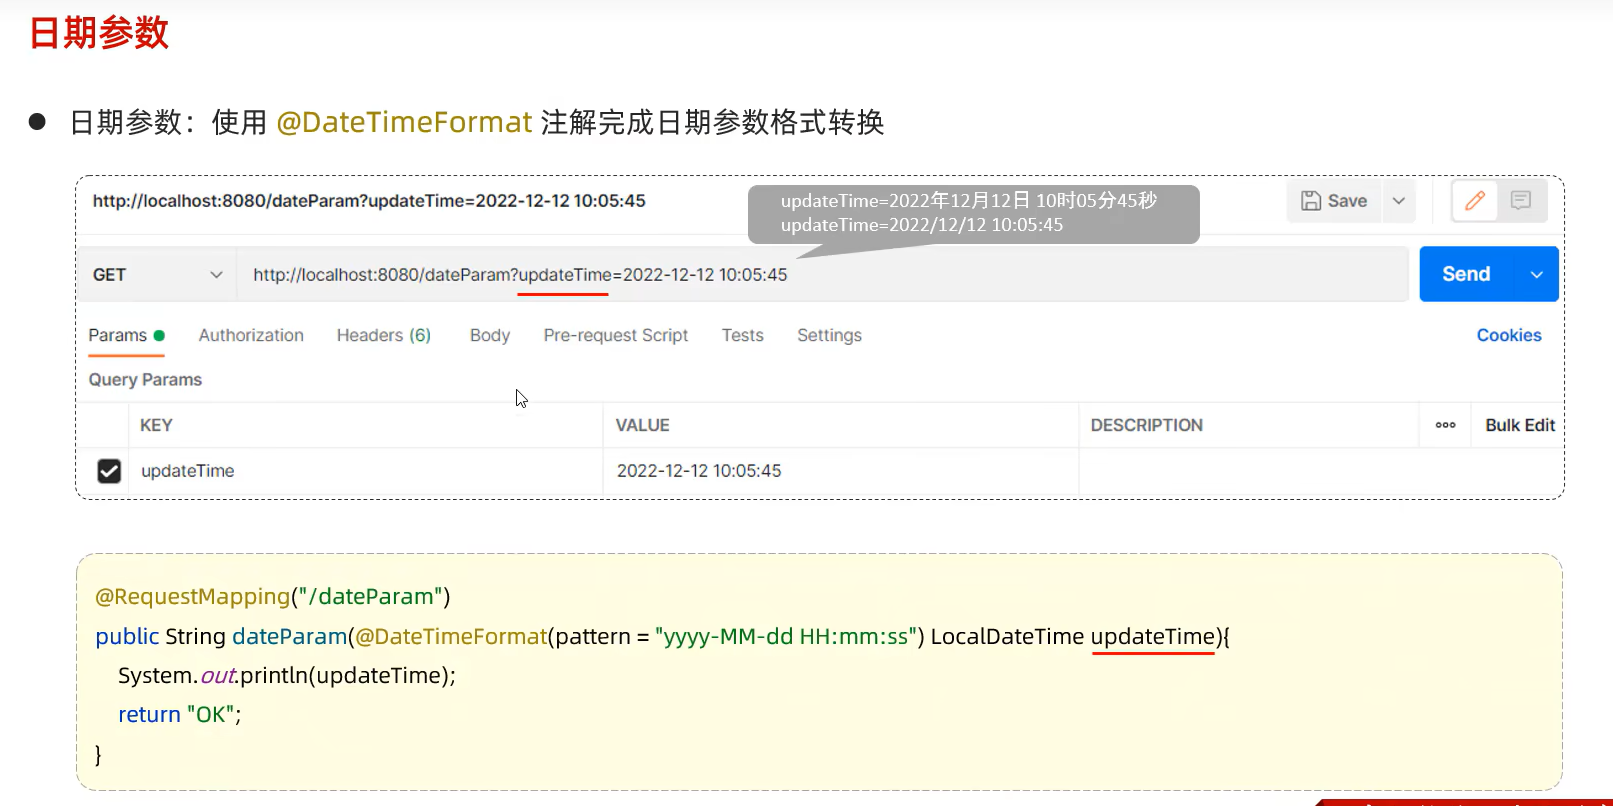 日期参数
● 日期参数：使用 @DateTimeFormat 注解完成日期参数格式转换
http://localhost:8080/dateParam?updateTime=2022-12-12 10:05:45
updateTime=2022年12月12日 10时05分45秒
updateTime=2022/12/12 10:05:45
Save
GET http://localhost:8080/dateParam?updateTime=2022-12-12 10:05:45 Send
Params Authorization Headers (6) Body Pre-request Script Tests Settings Cookies
Query Params
KEY VALUE DESCRIPTION ooo Bulk Edit
updateTime 2022-12-12 10:05:45
@RequestMapping("/dateParam")
public String dateParam(@DateTimeFormat(pattern = "yyyy-MM-dd HH:mm:ss") LocalDateTime updateTime){
System.out.println(updateTime);
return "OK";
}